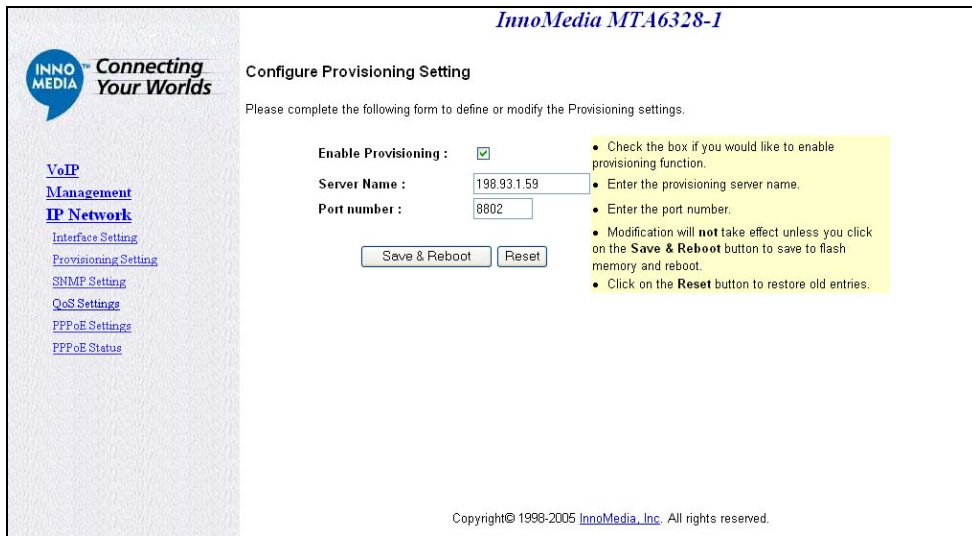 InnoMedia MTA6328-1
INNO
MEDIA
™
Connecting
Your Worlds
VoIP
Management
IP Network
Interface Setting
Provisioning Setting
SNMP Setting
QoS Settings
PPPoE Settings
PPPoE Status
Configure Provisioning Setting
Please complete the following form to define or modify the Provisioning settings.
Enable Provisioning :
• Check the box if you would like to enable
provisioning function.
Server Name :
198.93.1.59
• Enter the provisioning server name.
Port number :
8802
• Enter the port number.
Save & Reboot
Reset
• Modification will not take effect unless you click
on the Save & Reboot button to save to flash
memory and reboot.
• Click on the Reset button to restore old entries.
Copyright© 1998-2005 InnoMedia, Inc. All rights reserved.